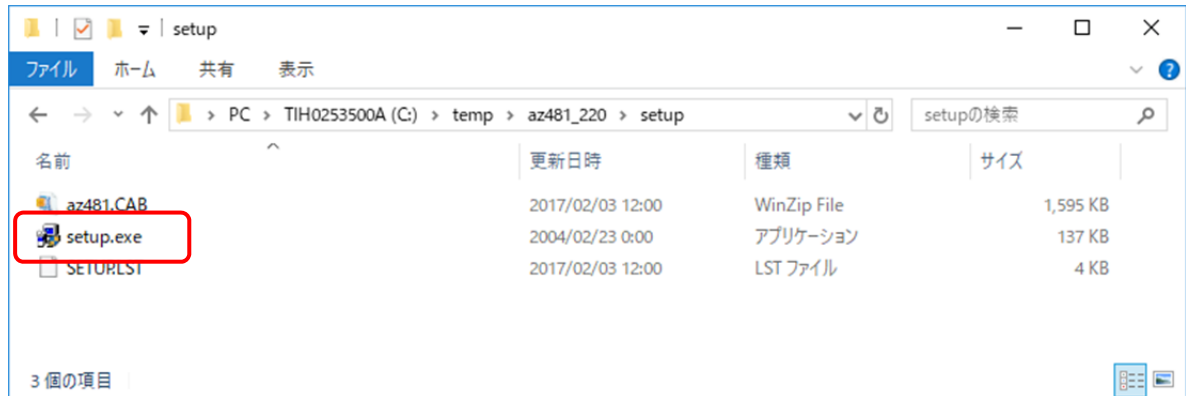 setup
ファイル ホーム 共有 表示
PC > TIH0253500A (C:) > temp > az481_220 > setup setupの検索
名前 更新日時 種類 サイズ
az481.CAB 2017/02/03 12:00 WinZip File 1,595 KB
setup.exe 2004/02/23 0:00 アプリケーション 137 KB
SETUP.LST 2017/02/03 12:00 LST ファイル 4 KB
3 個の項目